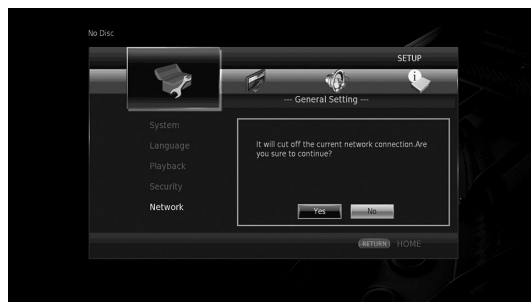 No Disc
SETUP
--- General Setting ---
System
Language
Playback
Security
Network
It will cut off the current network connection.Are
you sure to continue?
Yes No
RETURN HOME